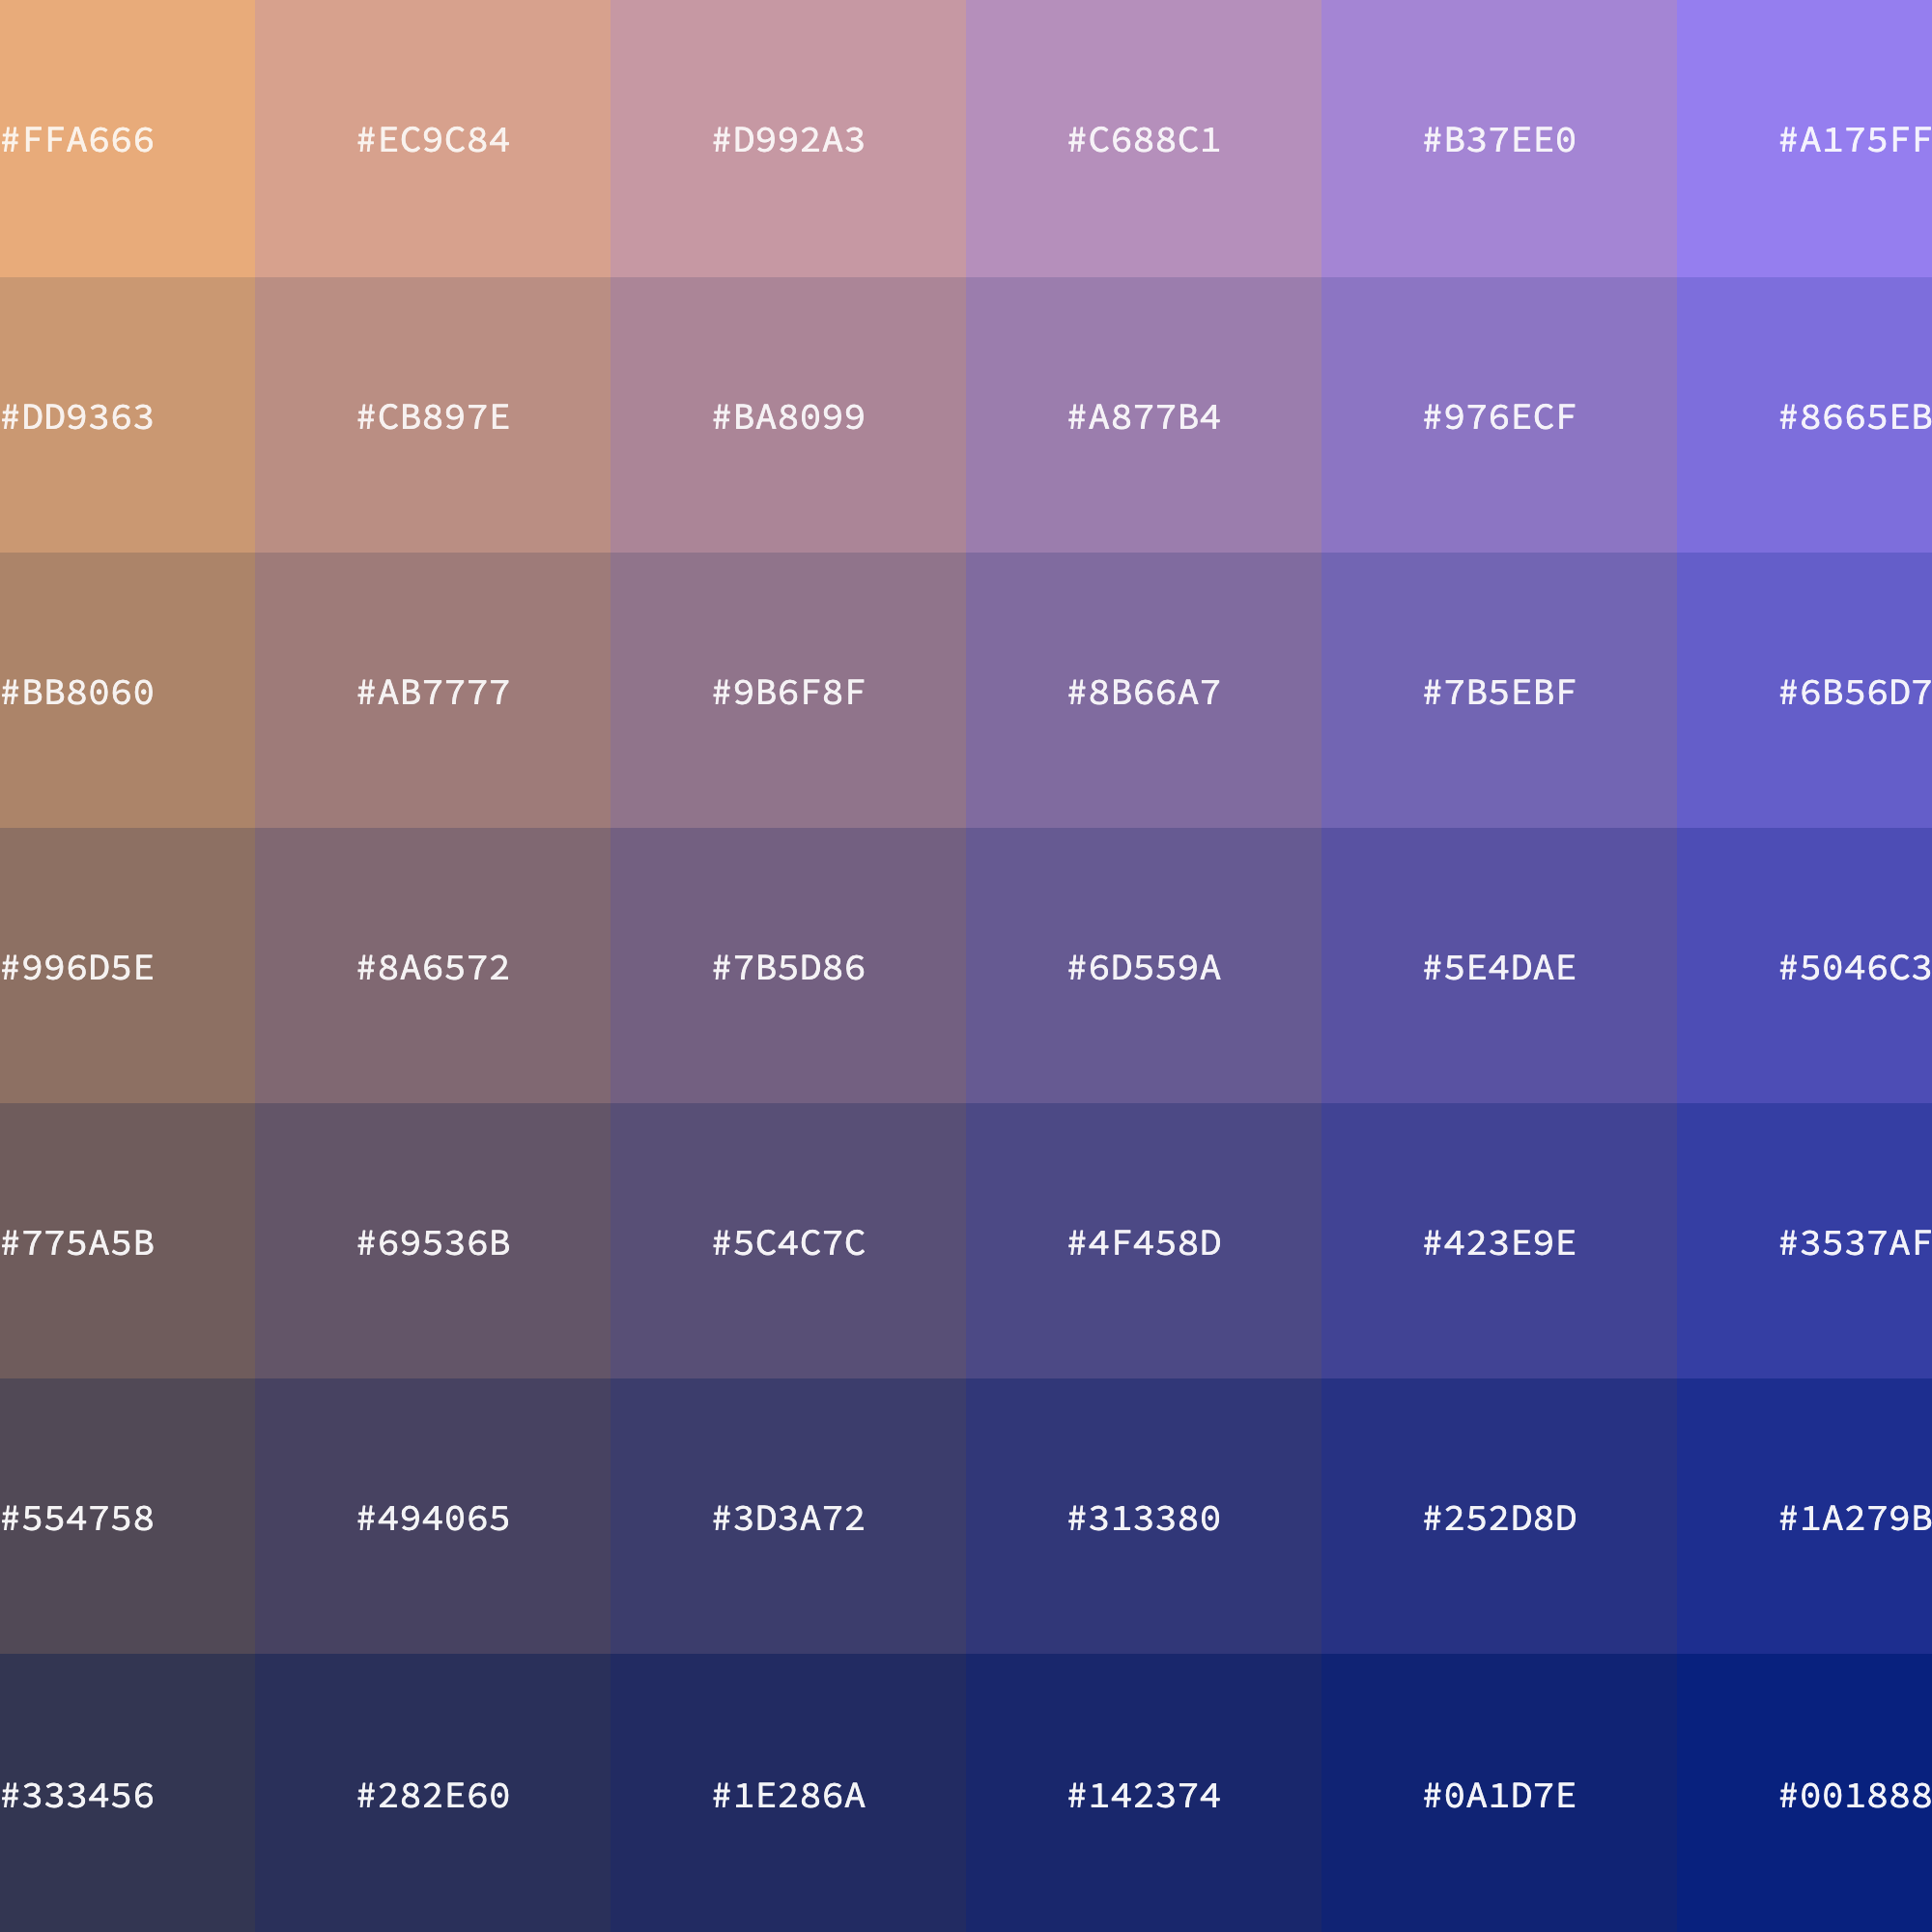 #FFA666 #EC9C84 #D992A3 #C688C1 #B37EE0 #A175FF
#DD9363 #CB897E #BA8099 #A877B4 #976ECF #8665EB
#BB8060 #AB7777 #9B6F8F #8B66A7 #7B5EBF #6B56D7
#996D5E #8A6572 #7B5D86 #6D559A #5E4DAE #5046C3
#775A5B #69536B #5C4C7C #4F458D #423E9E #3537AF
#554758 #494065 #3D3A72 #313380 #252D8D #1A279B
#333456 #282E60 #1E286A #142374 #0A1D7E #001888